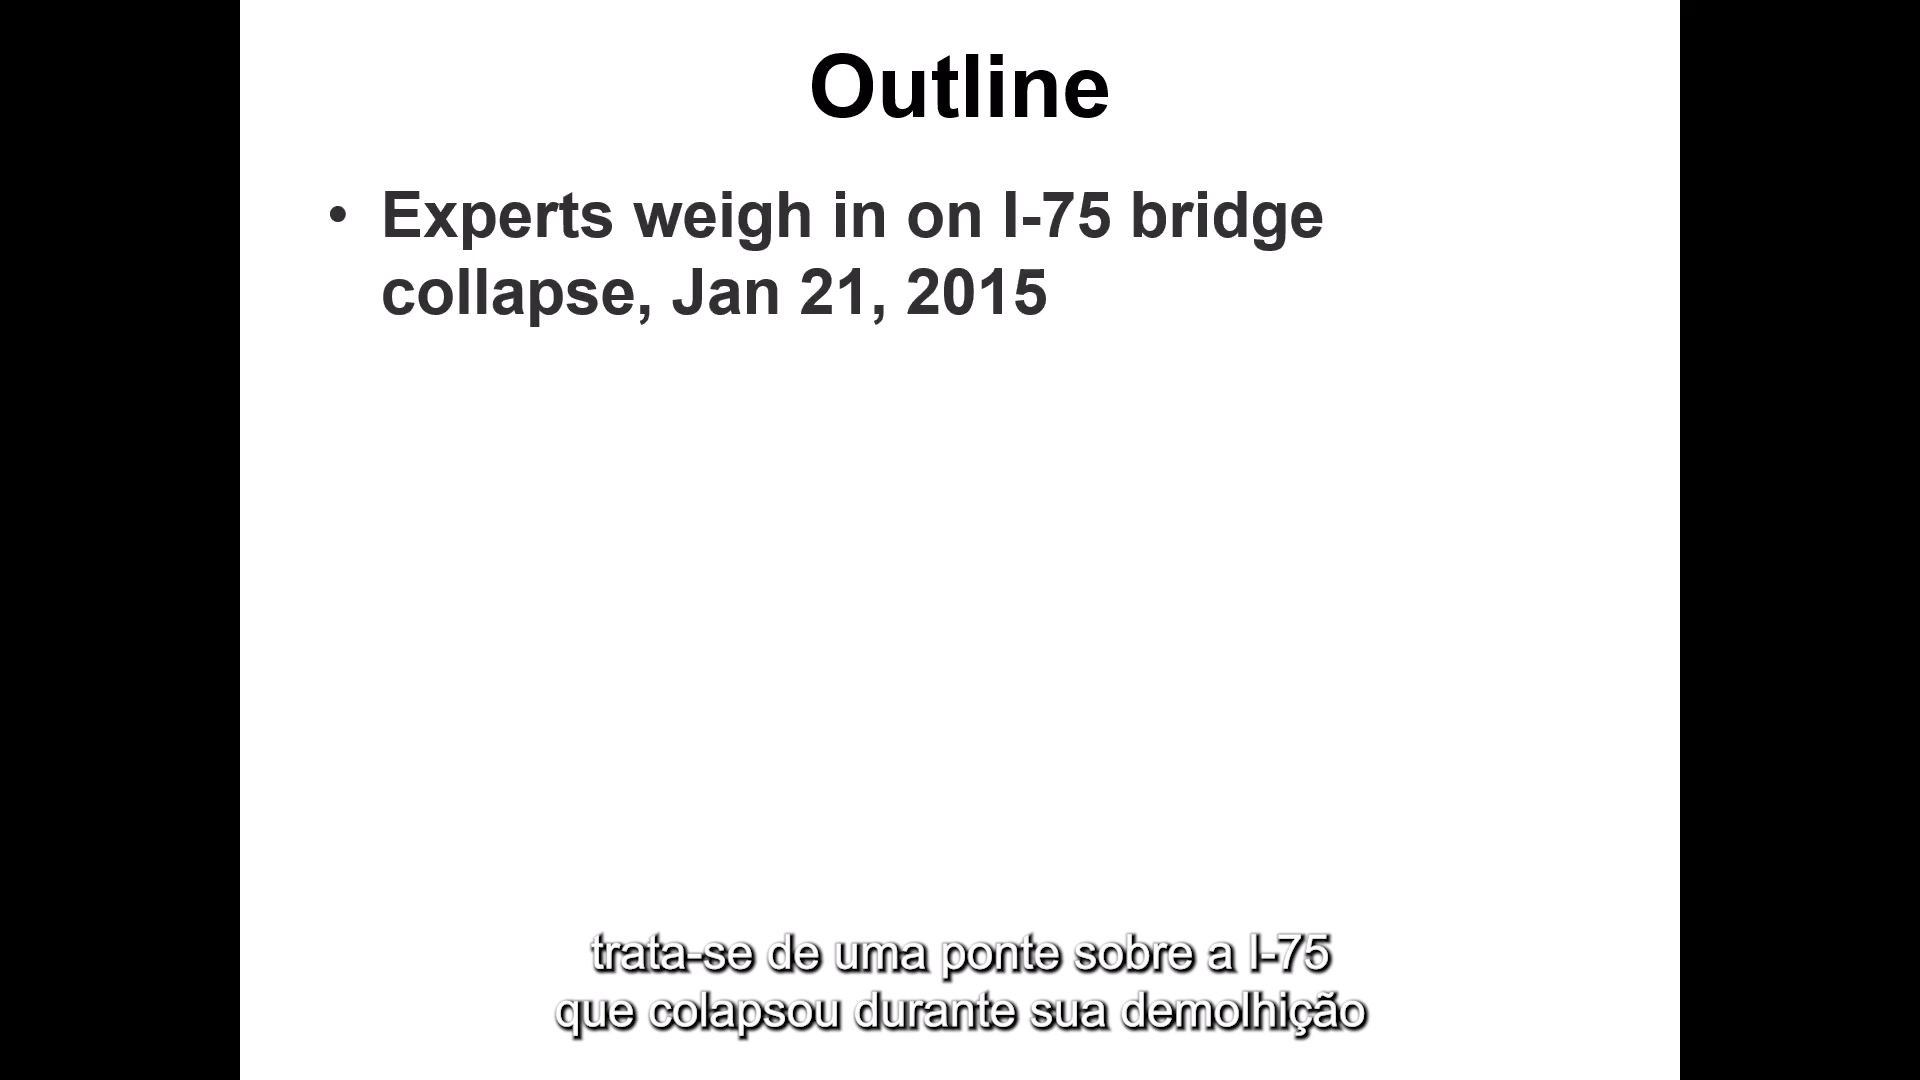 Outline
• Experts weigh in on I-75 bridge
collapse, Jan 21, 2015
trata-se de uma ponte sobre a I-75
que colapsou durante sua demolhição